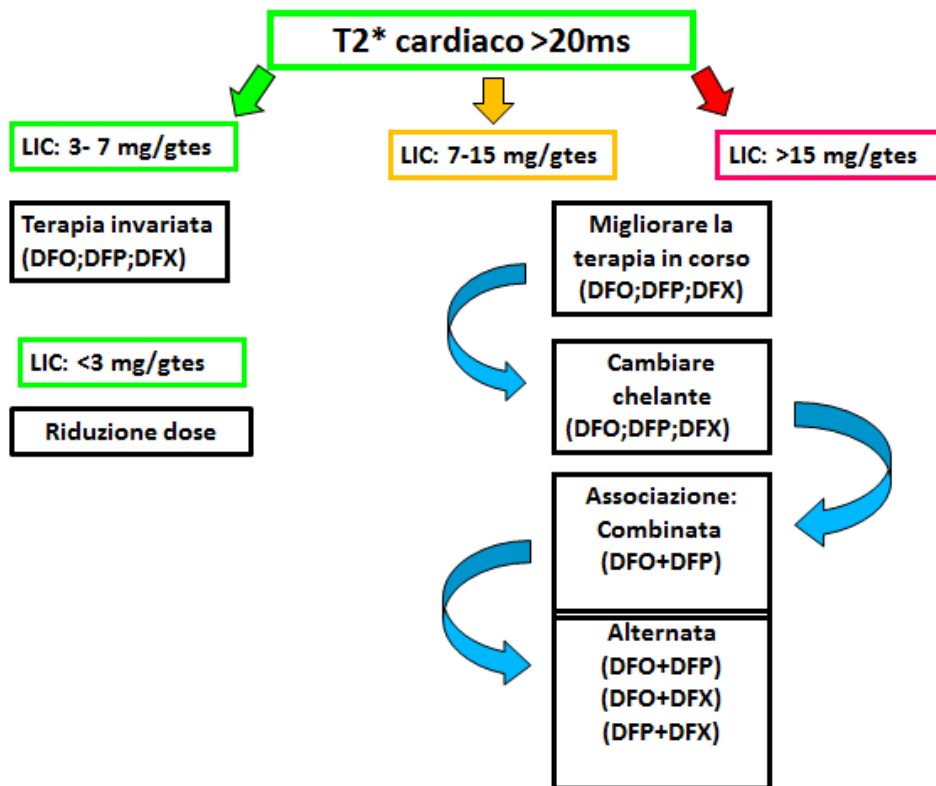 T2* cardiaco >20ms
LIC: 3- 7 mg/gtes
LIC: 7-15 mg/gtes
LIC: >15 mg/gtes
Terapia invariata
(DFO;DFP;DFX)
LIC: <3 mg/gtes
Riduzione dose
Migliorare la
terapia in corso
(DFO;DFP;DFX)
Cambiare
chelante
(DFO;DFP;DFX)
Associazione:
Combinata
(DFO+DFP)
Alternata
(DFO+DFP)
(DFO+DFX)
(DFP+DFX)